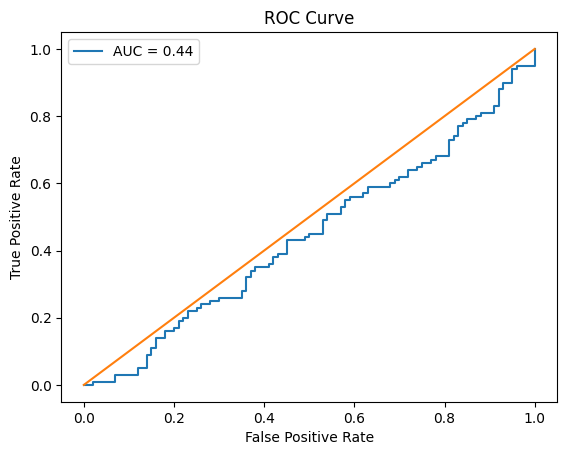 ROC Curve
AUC = 0.44
True Positive Rate
1.0
0.8
0.6
0.4
0.2
0.0
0.0 0.2 0.4 0.6 0.8 1.0
False Positive Rate